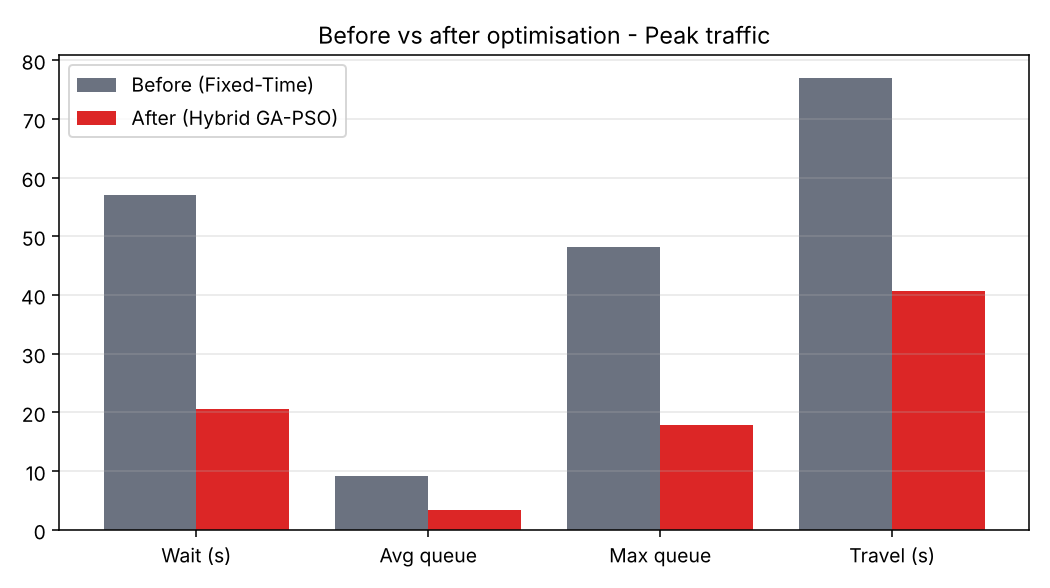 Before vs after optimisation - Peak traffic
Before (Fixed-Time)
After (Hybrid GA-PSO)
80
70
60
50
40
30
20
10
0
Wait (s)
Avg queue
Max queue
Travel (s)